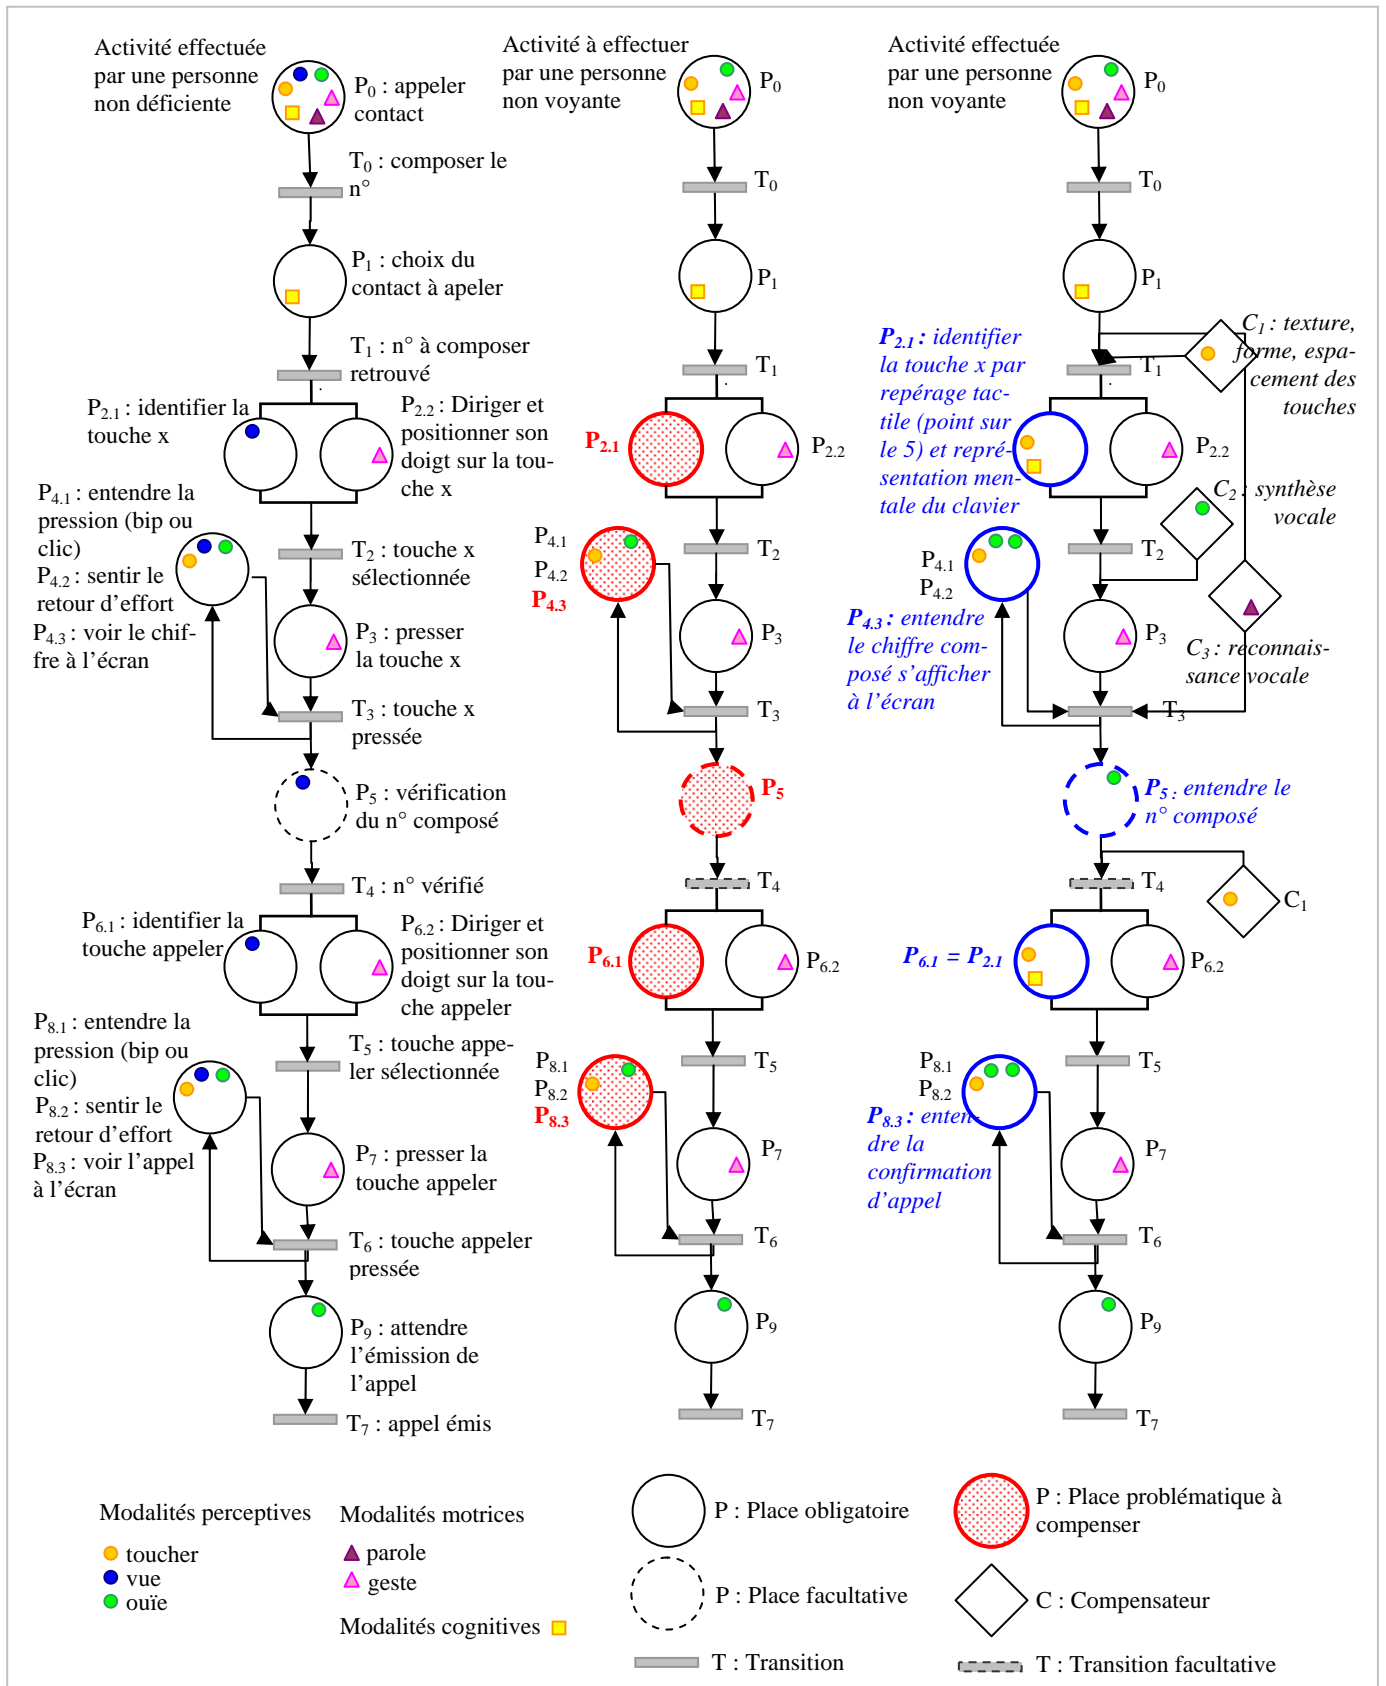 Activité effectuée
par une personne
non déficiente
P0 : appeler
contact
T0 : composer le
n°
P1 : choix du
contact à apeler
T1 : n° à composer
retrouvé
P2.1 : identifier la
touche x
P2.2 : Diriger et
positionner son
doigt sur la tou-
che x
P4.1 : entendre la
pression (bip ou
clic)
P4.2 : sentir le
retour d’effort
P4.3 : voir le chif-
fre à l’écran
T2 : touche x
sélectionnée
P3 : presser
la touche x
T3 : touche x
pressée
P5 : vérification
du n° composé
T4 : n° vérifié
P6.1 : identifier la
touche appeler
P6.2 : Diriger et
positionner son
doigt sur la tou-
che appeler
P8.1 : entendre la
pression (bip ou
clic)
P8.2 : sentir le
retour d’effort
P8.3 : voir l’appel
à l’écran
T5 : touche appe-
ler sélectionnée
P7 : presser la
touche appeler
T6 : touche appeler
pressée
P9 : attendre
l’émission de
l’appel
T7 : appel émis
Activité à effectuer
par une personne
non voyante
P0
T0
P1
T1
P2.1
P2.2
P4.1
P4.2
P4.3
T2
P3
T3
P5
T4
P6.1
P6.2
P8.1
P8.2
P8.3
T5
P7
T6
P9
T7
Activité effectuée
par une personne
non voyante
P0
T0
P1
C1 : texture,
forme, espa-
cement des
touches
T1
P2.1 : identifier
la touche x par
repérage tac-
tile (point sur
le 5) et repré-
sentation men-
tale du clavier
P2.2
C2 : synthèse
vocale
P4.1
P4.2
P4.3 : entendre
le chiffre com-
posé s’afficher
à l’écran
T2
P3
C3 : reconnais-
sance vocale
T3
P5 : entendre le
n° composé
T4
C1
P6.1 = P2.1
P6.2
P8.1
P8.2
P8.3 : enten-
dre la
confirmation
d’appel
T5
P7
T6
P9
T7
Modalités perceptives
toucher
vue
ouïe
Modalités motrices
parole
geste
Modalités cognitives
P : Place obligatoire
P : Place facultative
T : Transition
P : Place problématique à
compenser
C : Compensateur
T : Transition facultative